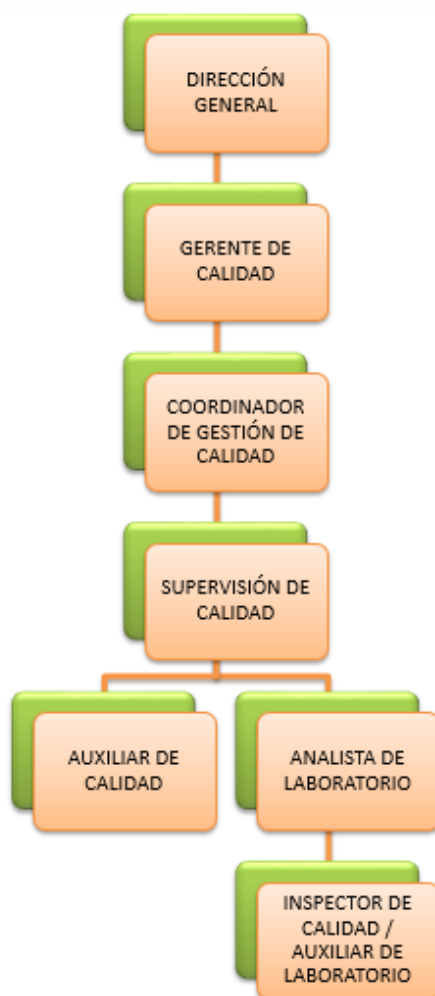 DIRECCIÓN
GENERAL
GERENTE DE
CALIDAD
COORDINADOR
DE GESTIÓN DE
CALIDAD
SUPERVISIÓN DE
CALIDAD
AUXILIAR DE
CALIDAD
ANALISTA DE
LABORATORIO
INSPECTOR DE
CALIDAD /
AUXILIAR DE
LABORATORIO